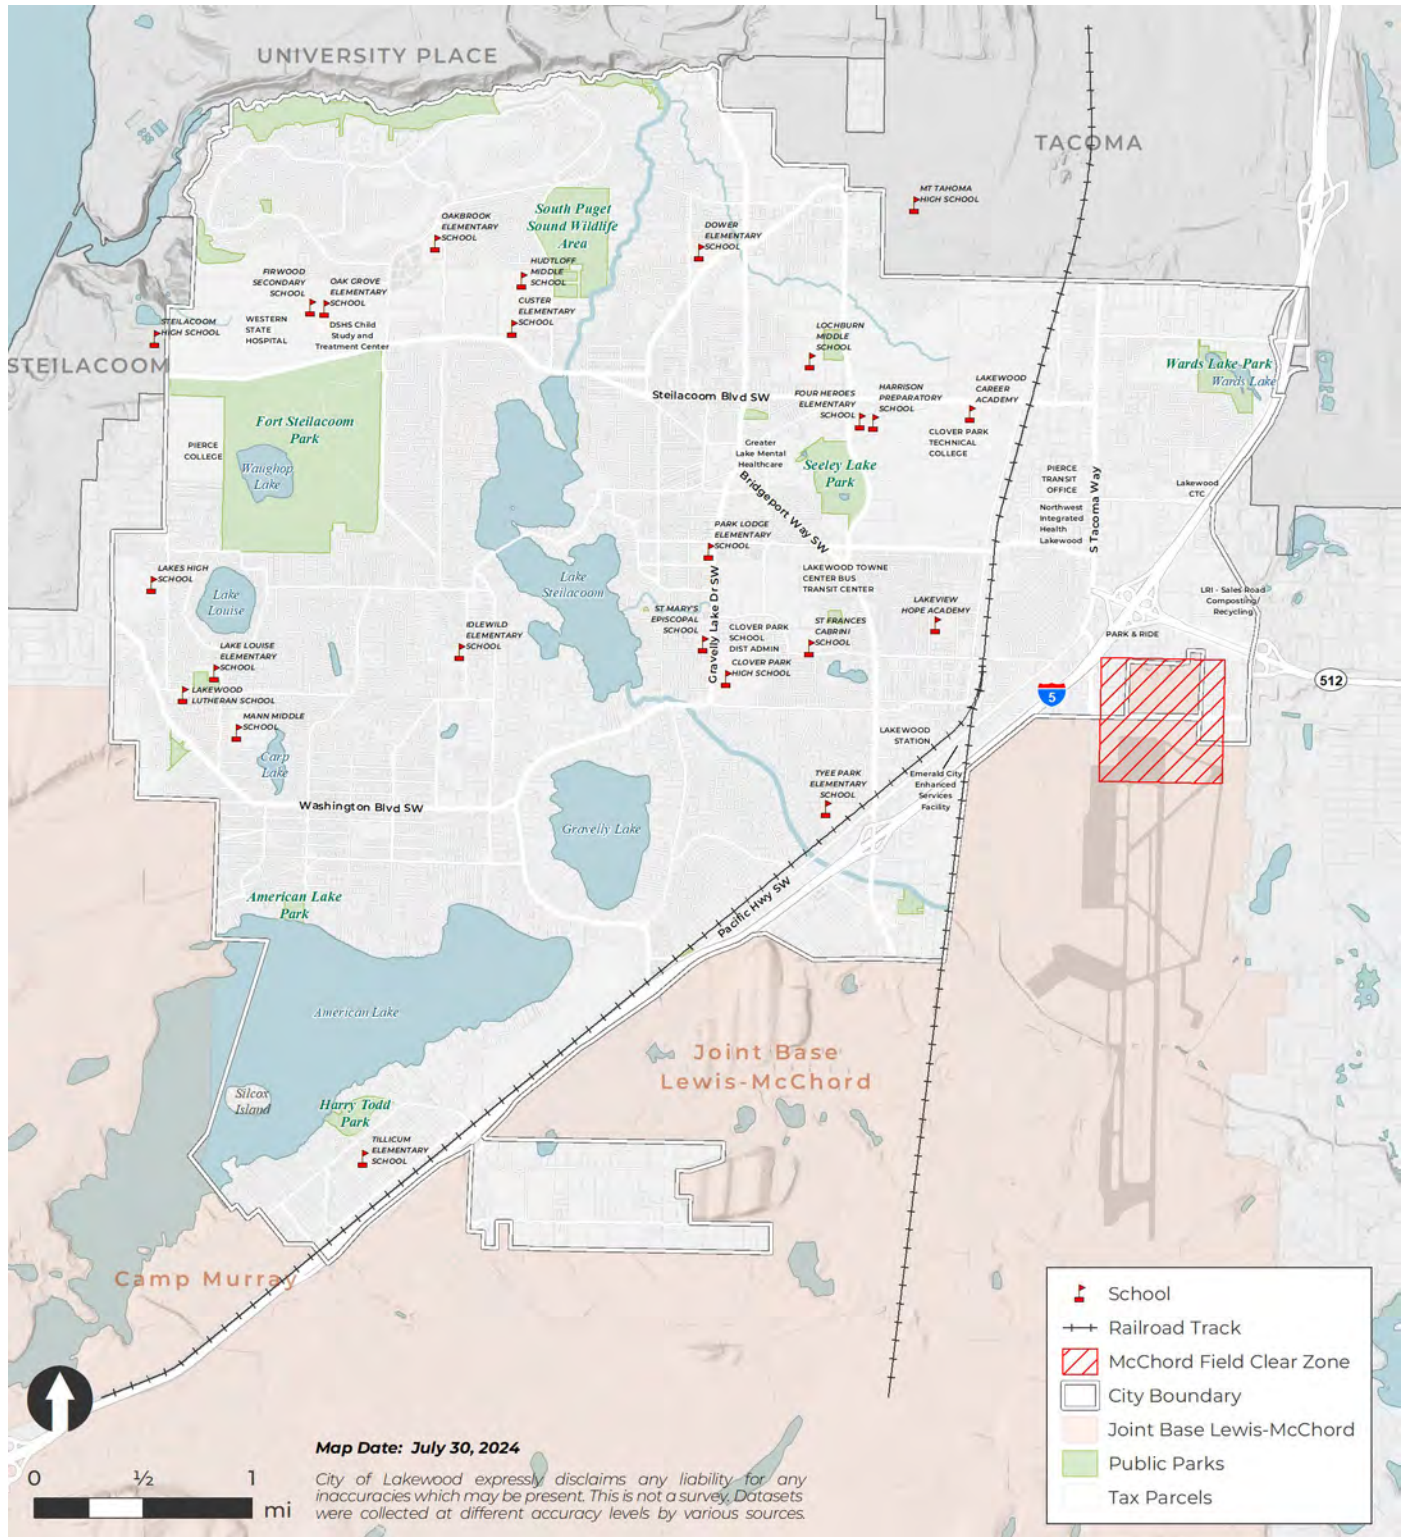 UNIVERSITY PLACE
TACOMA
MT TAHOMA
HIGH SCHOOL
OAKBROOK
ELEMENTARY
SCHOOL
South Puget
Sound Wildlife
Area
DOWER
ELEMENTARY
SCHOOL
HUDTLOFF
MIDDLE
SCHOOL
FIRWOOD
SECONDARY
SCHOOL
OAK GROVE
ELEMENTARY
SCHOOL
CUSTER
ELEMENTARY
SCHOOL
STEILACOOM
HIGH SCHOOL
WESTERN
STATE
HOSPITAL
DSHS Child
Study and
Treatment Center
LOCHBURN
MIDDLE
SCHOOL
STEILACOOM
Wards Lake Park
Wards Lake
Steilacoom Blvd SW
FOUR HEROES
ELEMENTARY
SCHOOL
HARRISON
PREPARATORY
SCHOOL
LAKEWOOD
CAREER
ACADEMY
Fort Steilacoom
Park
CLOVER PARK
TECHNICAL
COLLEGE
PIERCE
COLLEGE
Waughop
Lake
Greater
Lake Mental
Healthcare
Seeley Lake
Park
PIERCE
TRANSIT
OFFICE
S Tacoma Way
Lakewood
CTC
Bridgeport Way SW
Northwest
Integrated
Health
Lakewood
PARK LODGE
ELEMENTARY
SCHOOL
LAKES HIGH
SCHOOL
Lake
Louise
Lake
Steilacoom
Gravelly Lake Dr SW
LAKEWOOD TOWNE
CENTER BUS
TRANSIT CENTER
LRI - Sales Road
Composting/
Recycling
LAKEVIEW
HOPE ACADEMY
ST MARY'S
EPISCOPAL
SCHOOL
IDLEWILD
ELEMENTARY
SCHOOL
CLOVER PARK
SCHOOL
DIST ADMIN
ST FRANCES
CABRINI
SCHOOL
PARK & RIDE
LAKE LOUISE
ELEMENTARY
SCHOOL
CLOVER PARK
HIGH SCHOOL
512
5
LAKEWOOD
LUTHERAN SCHOOL
MANN MIDDLE
SCHOOL
LAKEWOOD
STATION
Carp
Lake
TYEE PARK
ELEMENTARY
SCHOOL
Emerald City
Enhanced
Services
Facility
Washington Blvd SW
Gravelly Lake
American Lake
Park
Pacific Hwy SW
American Lake
Joint Base
Lewis-McChord
Silcox
Island
Harry Todd
Park
TILLICUM
ELEMENTARY
SCHOOL
Camp Murray
School
Railroad Track
McChord Field Clear Zone
City Boundary
Joint Base Lewis-McChord
Public Parks
Tax Parcels
Map Date: July 30, 2024
0 ½ 1
mi
City of Lakewood expressly disclaims any liability for any
inaccuracies which may be present. This is not a survey. Datasets
were collected at different accuracy levels by various sources.